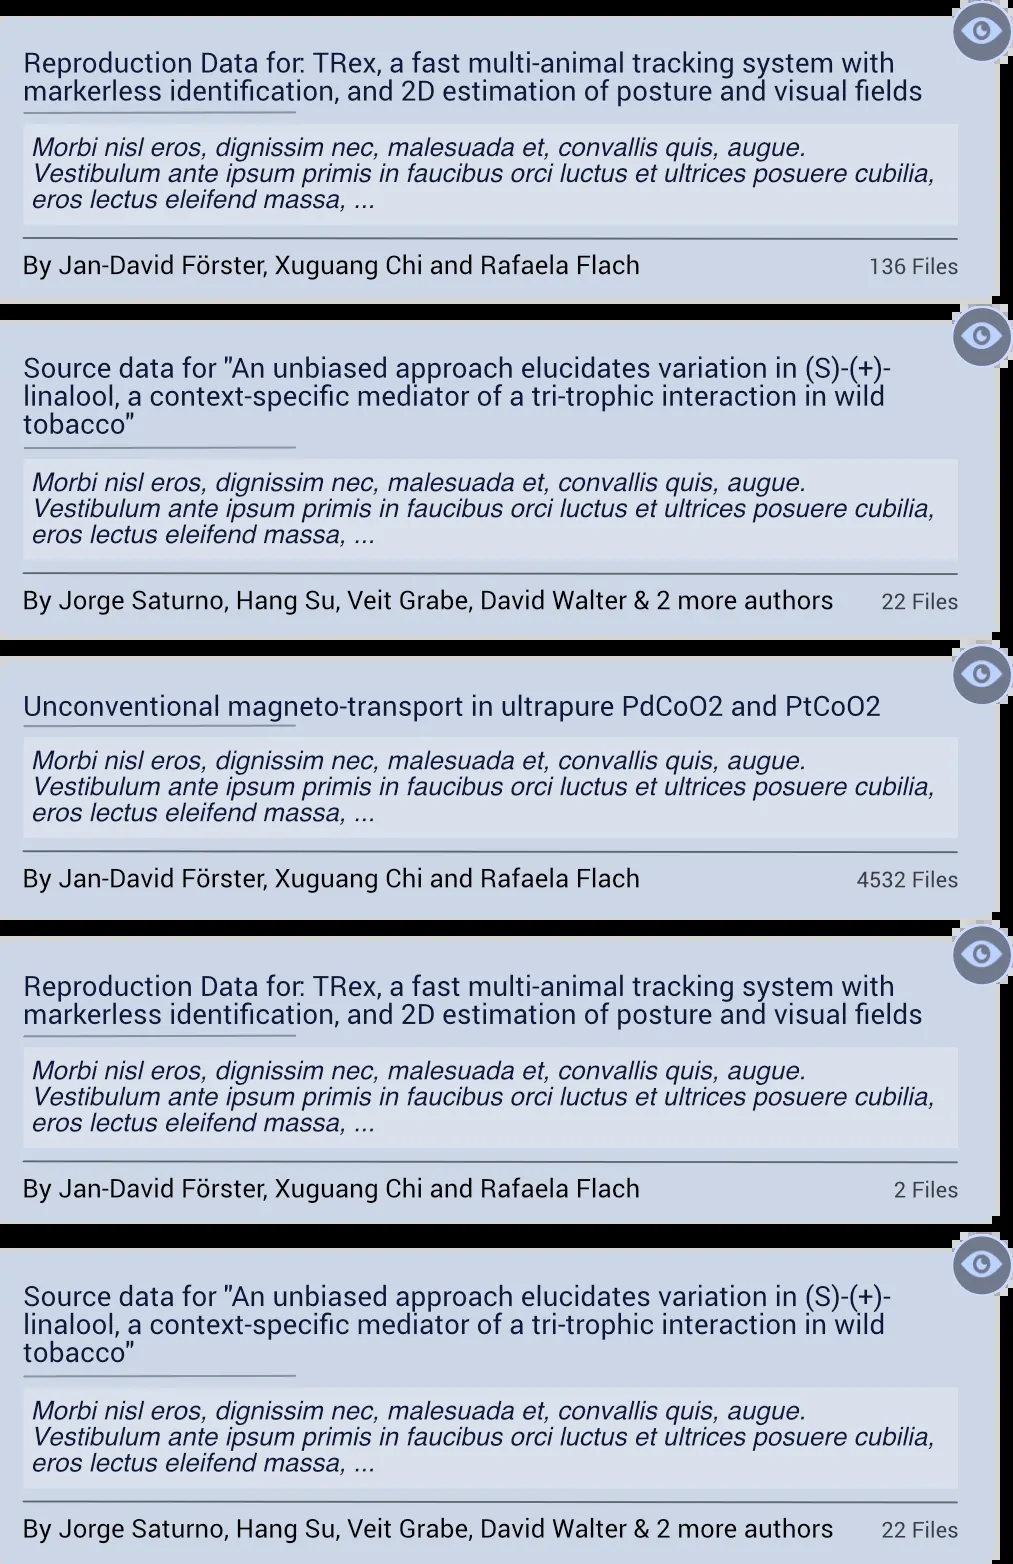 Reproduction Data for: TRex, a fast multi-animal tracking system with
markerless identification, and 2D estimation of posture and visual fields
Morbi nisl eros, dignissim nec, malesuada et, convallis quis, augue.
Vestibulum ante ipsum primis in faucibus orci luctus et ultrices posuere cubilia,
eros lectus eleifend massa, ...
By Jan-David Förster, Xuguang Chi and Rafaela Flach 136 Files
Source data for "An unbiased approach elucidates variation in (S)-(+)-
linalool, a context-specific mediator of a tri-trophic interaction in wild
tobacco"
Morbi nisl eros, dignissim nec, malesuada et, convallis quis, augue.
Vestibulum ante ipsum primis in faucibus orci luctus et ultrices posuere cubilia,
eros lectus eleifend massa, ...
By Jorge Saturno, Hang Su, Veit Grabe, David Walter & 2 more authors 22 Files
Unconventional magneto-transport in ultrapure PdCoO2 and PtCoO2
Morbi nisl eros, dignissim nec, malesuada et, convallis quis, augue.
Vestibulum ante ipsum primis in faucibus orci luctus et ultrices posuere cubilia,
eros lectus eleifend massa, ...
By Jan-David Förster, Xuguang Chi and Rafaela Flach 4532 Files
Reproduction Data for: TRex, a fast multi-animal tracking system with
markerless identification, and 2D estimation of posture and visual fields
Morbi nisl eros, dignissim nec, malesuada et, convallis quis, augue.
Vestibulum ante ipsum primis in faucibus orci luctus et ultrices posuere cubilia,
eros lectus eleifend massa, ...
By Jan-David Förster, Xuguang Chi and Rafaela Flach 2 Files
Source data for "An unbiased approach elucidates variation in (S)-(+)-
linalool, a context-specific mediator of a tri-trophic interaction in wild
tobacco"
Morbi nisl eros, dignissim nec, malesuada et, convallis quis, augue.
Vestibulum ante ipsum primis in faucibus orci luctus et ultrices posuere cubilia,
eros lectus eleifend massa, ...
By Jorge Saturno, Hang Su, Veit Grabe, David Walter & 2 more authors 22 Files